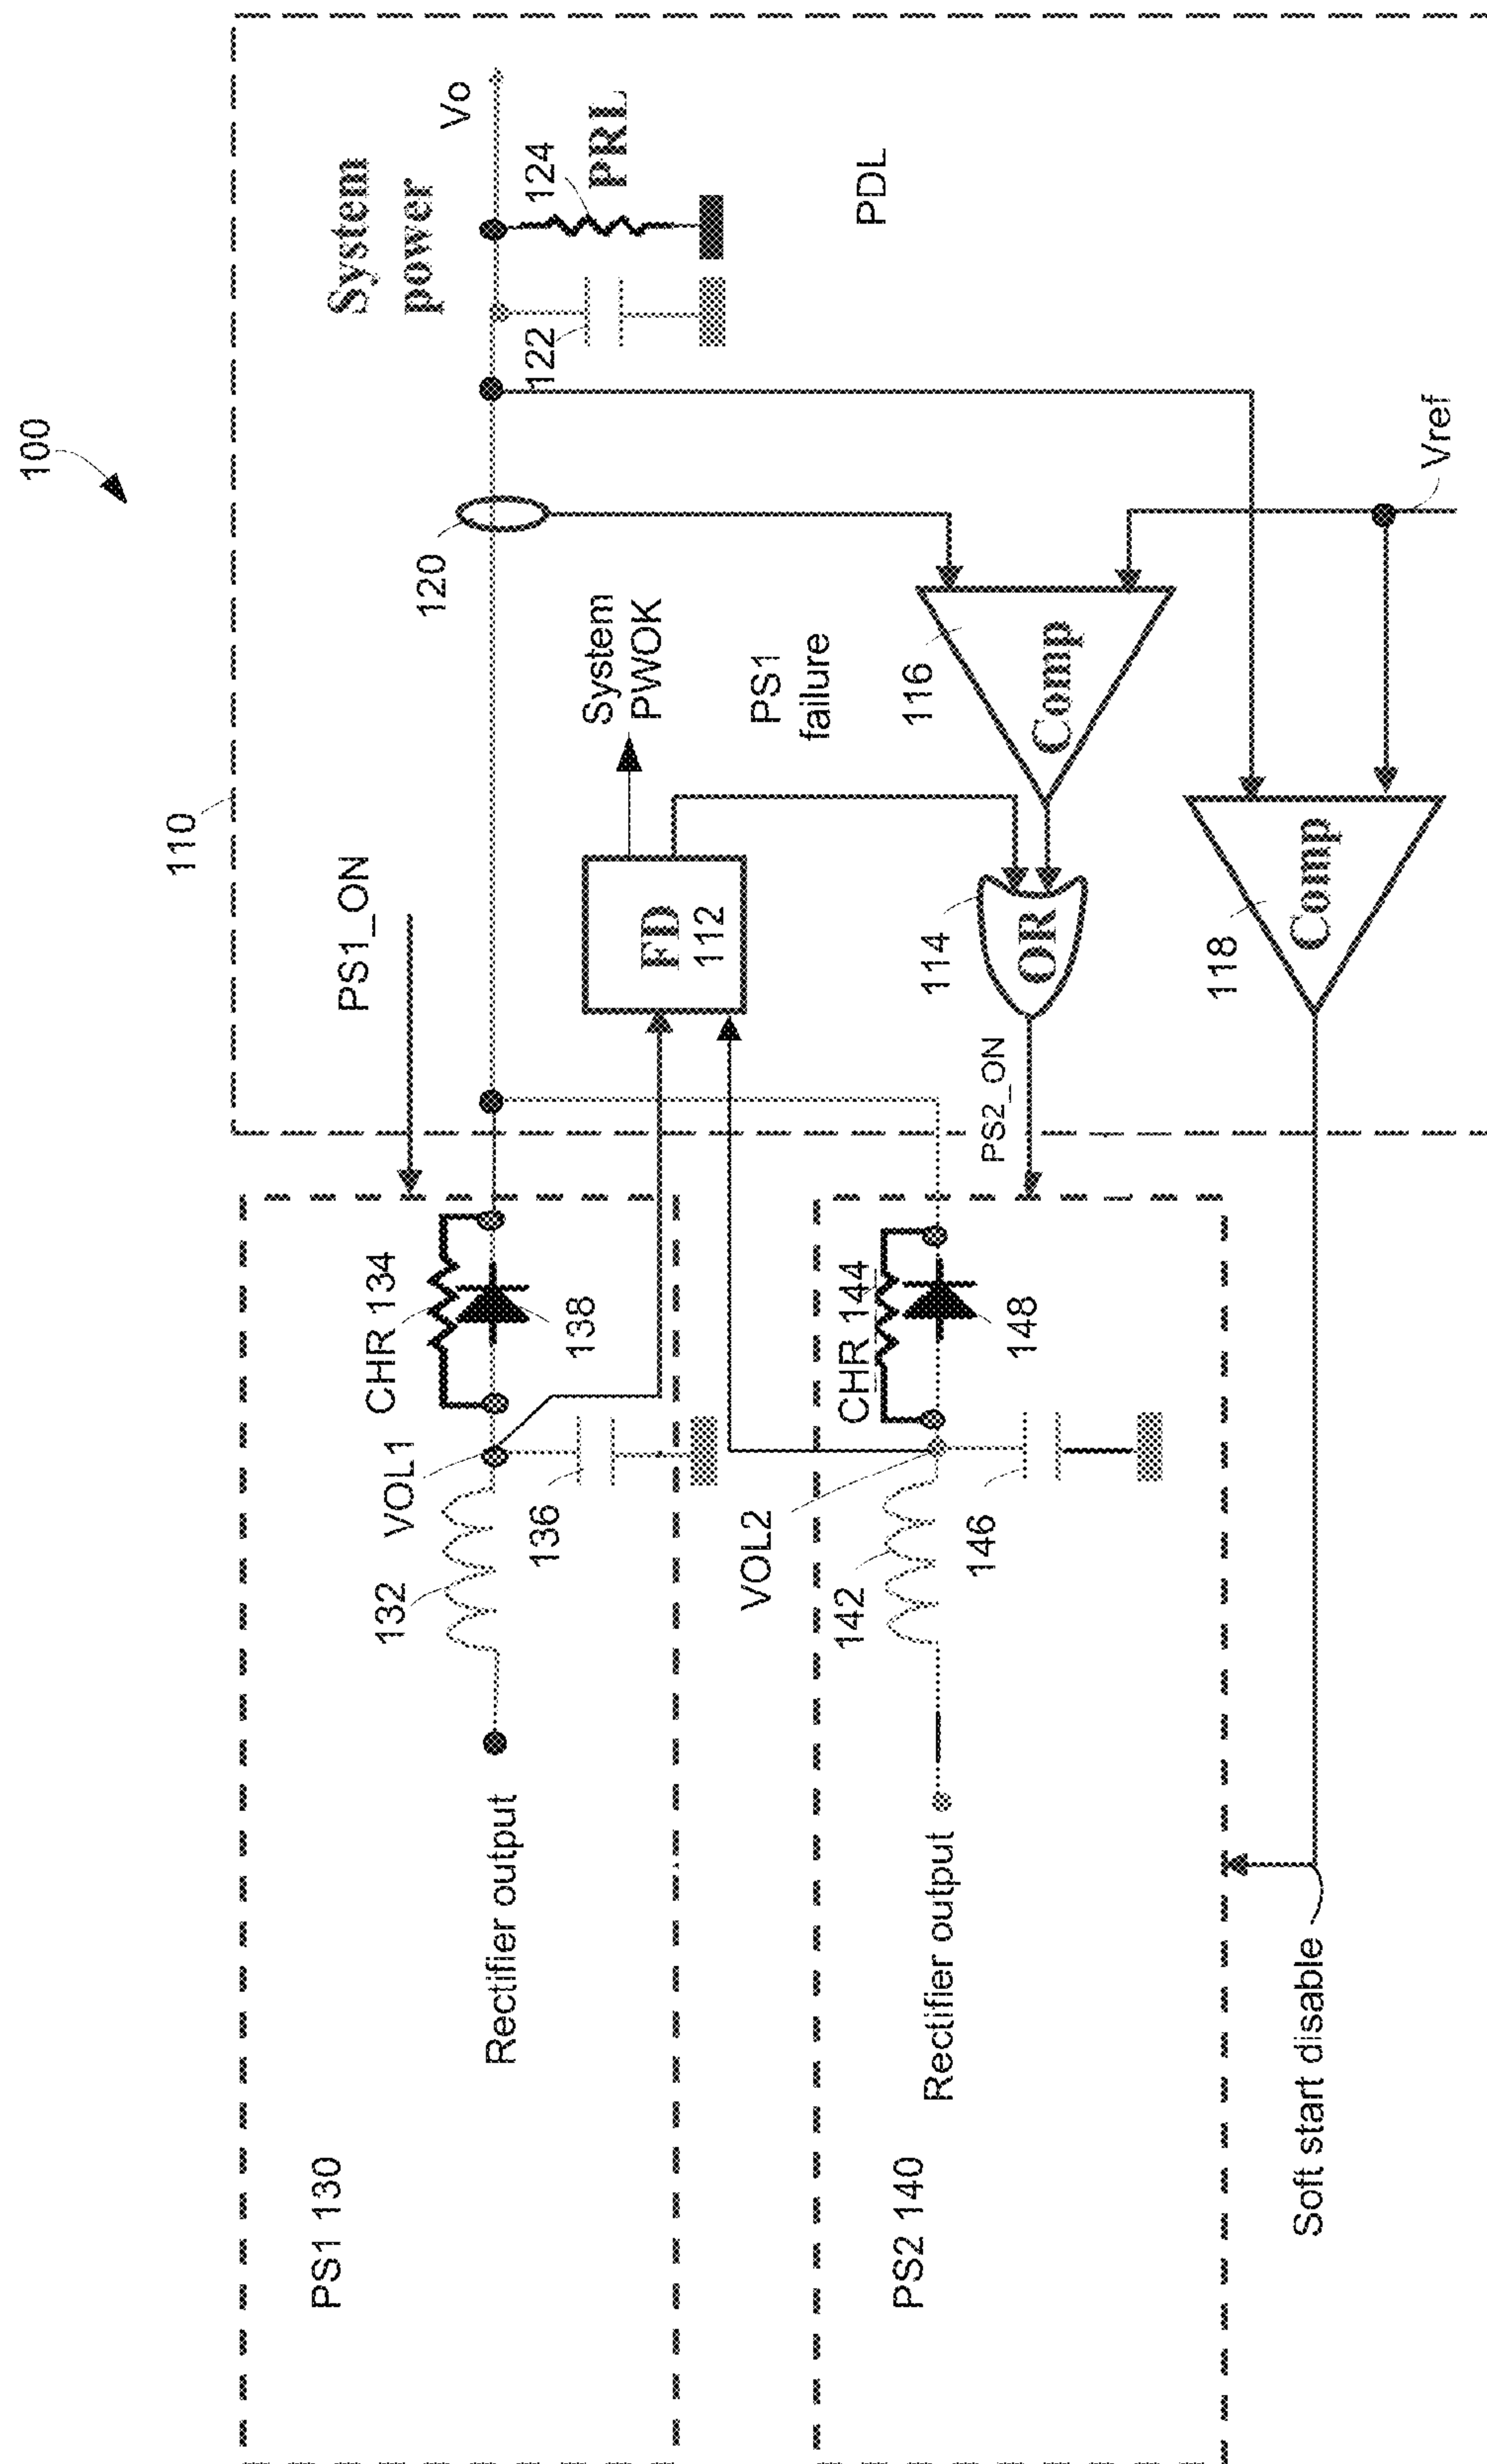 100
110
System
power
Vo
124
PRL
122
PDL
120
PS1_ON
System
PWOK
PS1
failure
FD
112
116
Comp
Vref
114
OR
118
Comp
PS2_ON
CHR 134
138
VOL1
132
136
Rectifier output
PS1 130
CHR 144
148
VOL2
142
146
Rectifier output
PS2 140
Soft start disable